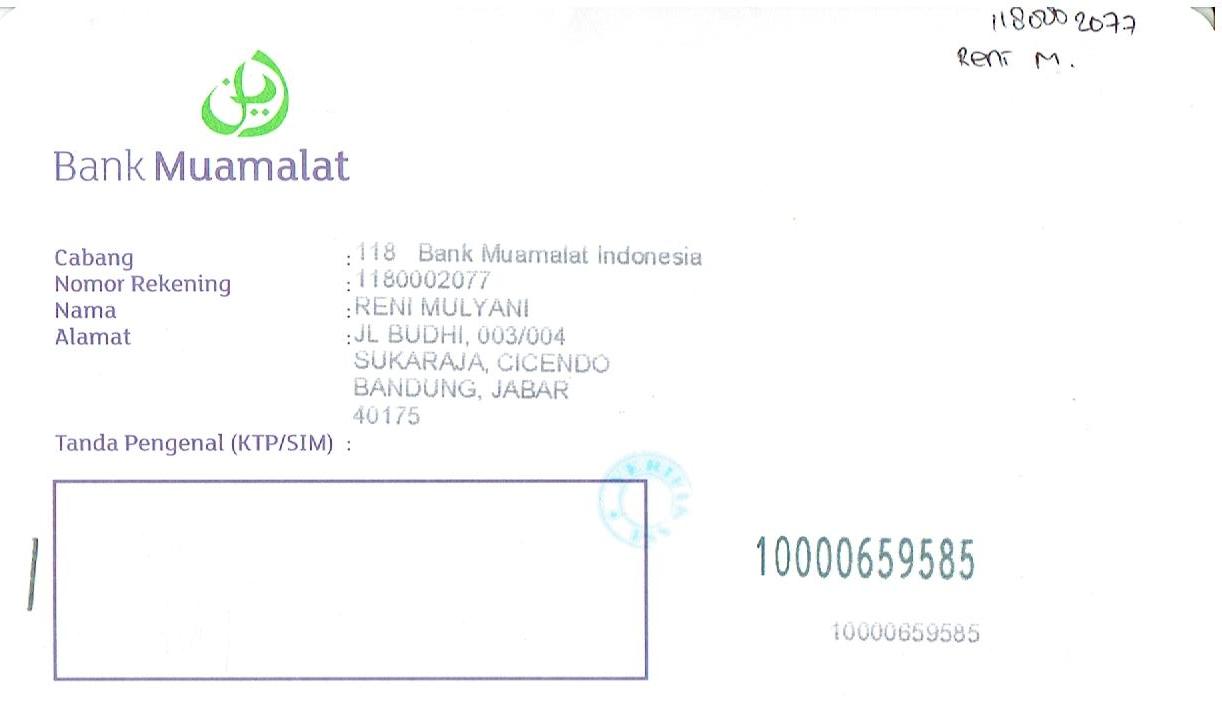 1180002077
Reni M.
Bank Muamalat
Cabang : 118 Bank Muamalat Indonesia
Nomor Rekening : 1180002077
Nama : RENI MULYANI
Alamat : JL BUDHI, 003/004
SUKARAJA, CICENDO
BANDUNG, JABAR
40175
Tanda Pengenal (KTP/SIM) :
10000659585
10000659585